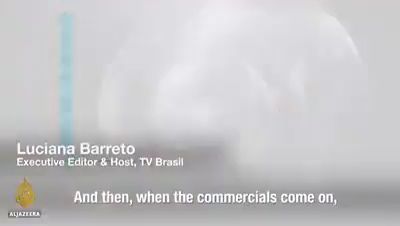 Luciana Barreto
Executive Editor & Host, TV Brasil
And then, when the commercials come on,
ALJAZEERA